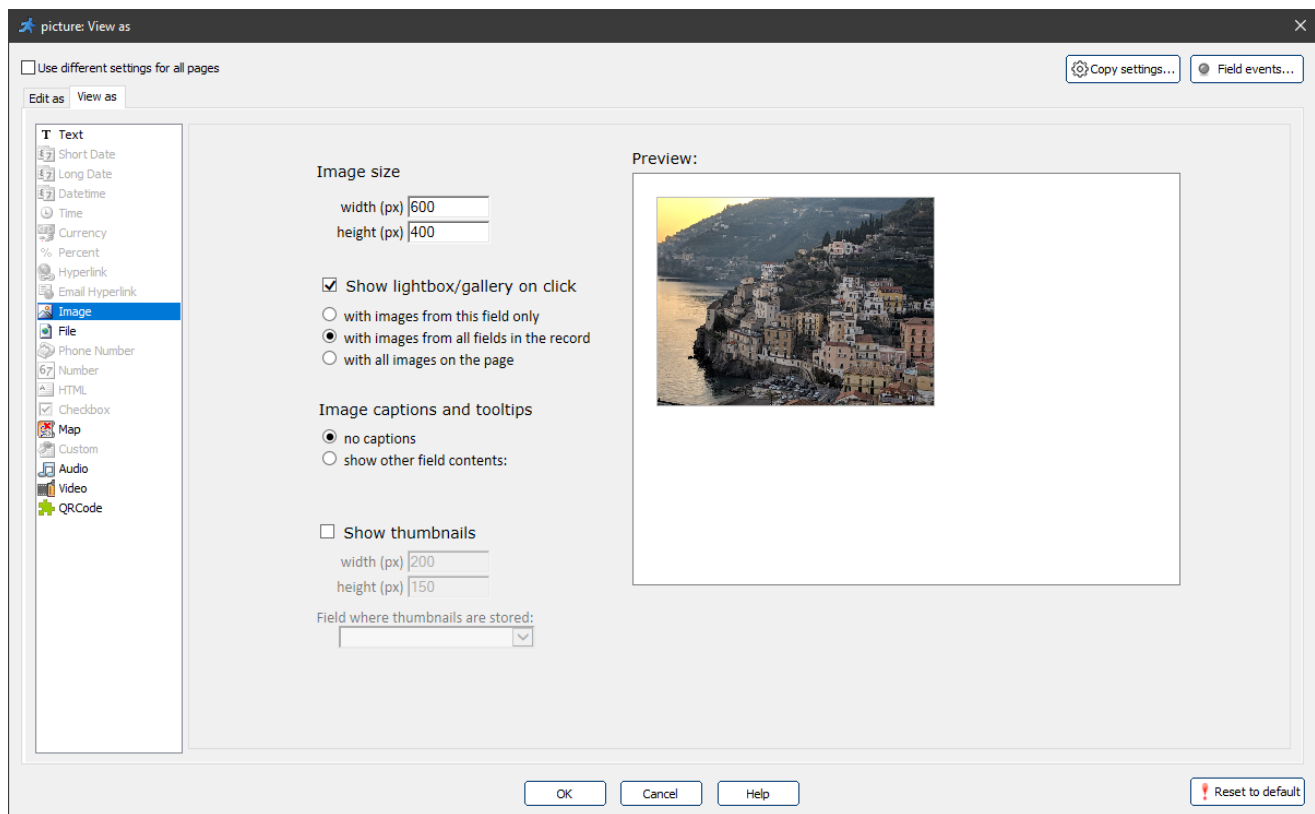 picture: View as
Use different settings for all pages
Copy settings...
Field events...
Edit as
View as
T Text
Short Date
Long Date
Datetime
Time
Currency
% Percent
Hyperlink
Email Hyperlink
Image
File
Phone Number
67 Number
HTML
Checkbox
Map
Custom
Audio
Video
QRCode
Image size
width (px) 600
height (px) 400
Show lightbox/gallery on click
with images from this field only
with images from all fields in the record
with all images on the page
Image captions and tooltips
no captions
show other field contents:
Show thumbnails
width (px) 200
height (px) 150
Field where thumbnails are stored:
Preview:
OK
Cancel
Help
Reset to default